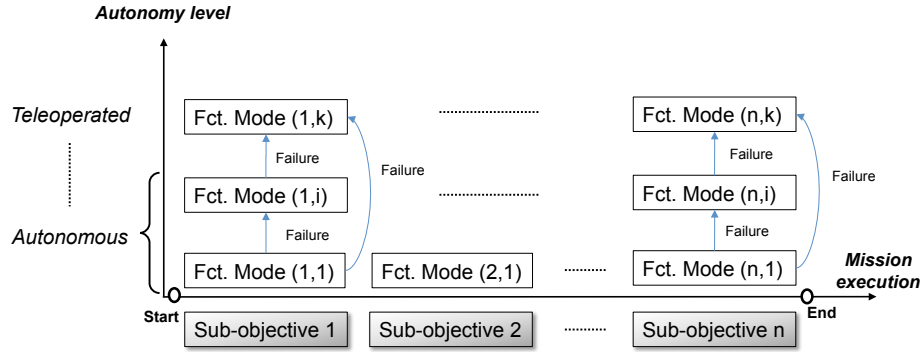 Autonomy level
Teleoperated
Fct. Mode (1,k)
Fct. Mode (n,k)
Failure
Failure
Failure
Failure
Fct. Mode (1,i)
Fct. Mode (n,i)
Autonomous
Failure
Failure
Fct. Mode (1,1)
Fct. Mode (2,1)
Fct. Mode (n,1)
Mission
execution
Start
End
Sub-objective 1
Sub-objective 2
Sub-objective n